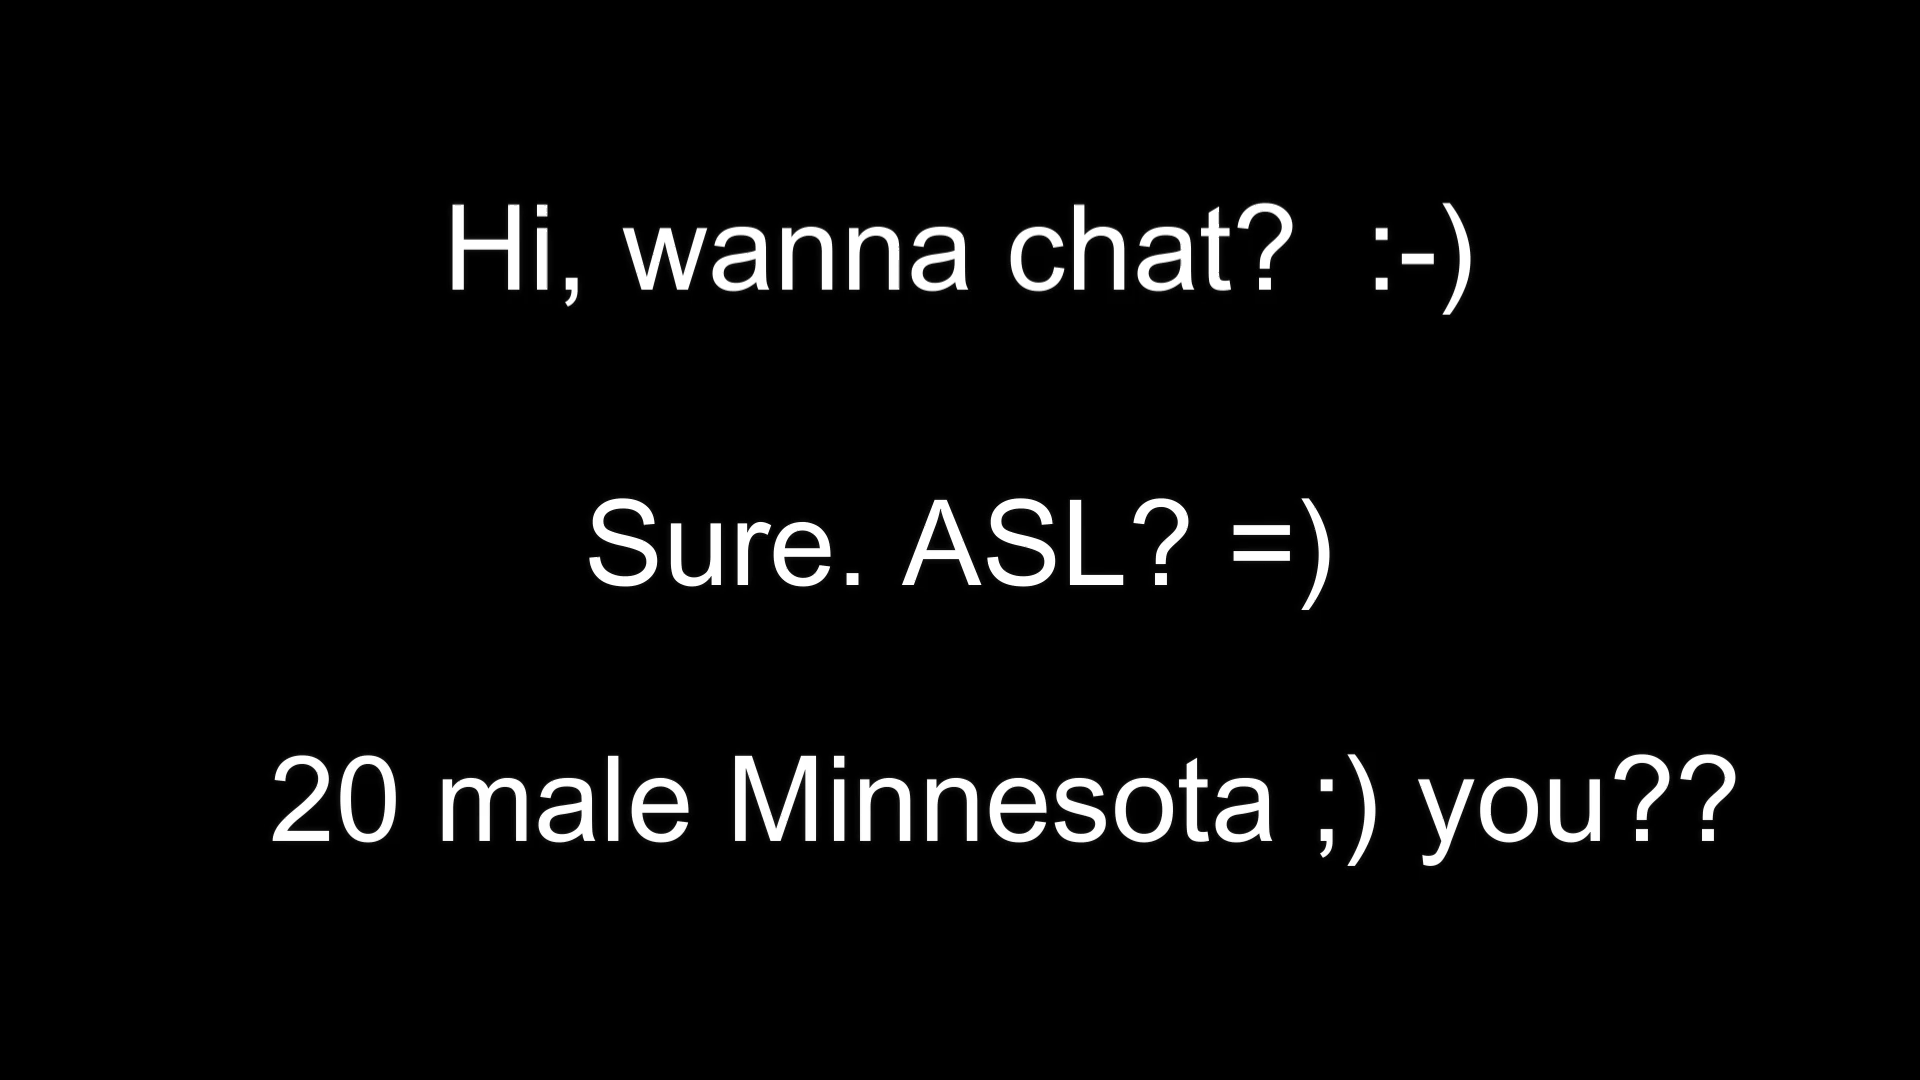 Hi, wanna chat?  :-)
Sure. ASL? =)
20 male Minnesota ;) you??